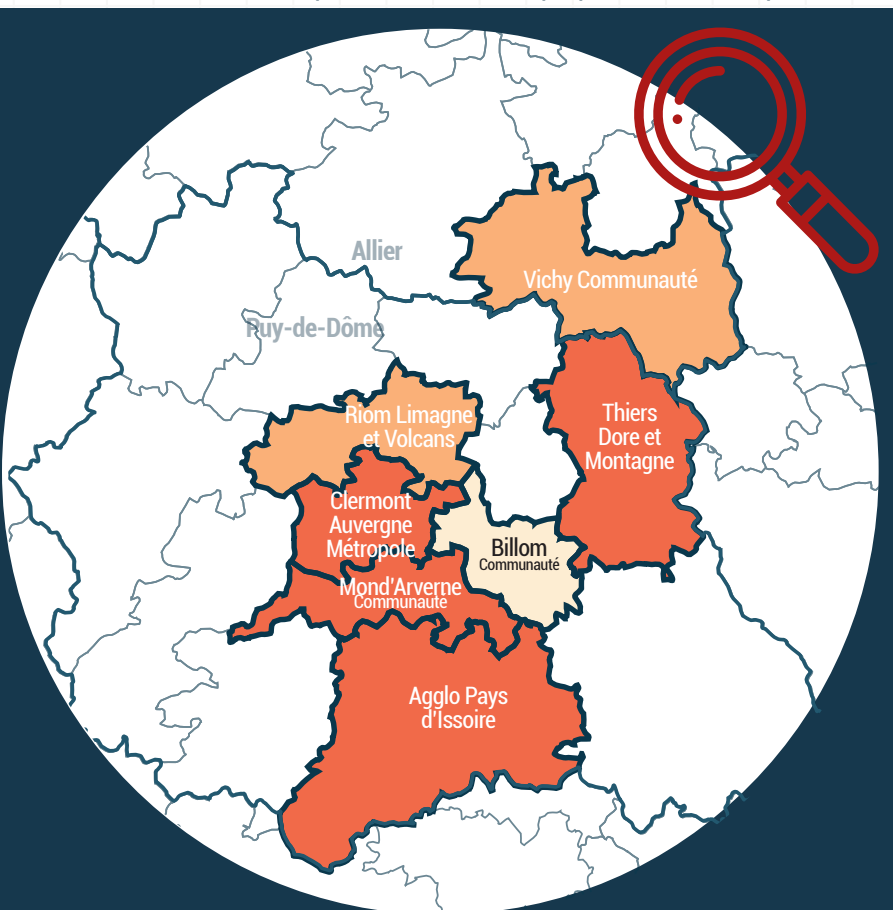 Allier
Vichy Communauté
Puy-de-Dôme
Riom Limagne
et Volcans
Thiers
Dore et
Montagne
Clermont
Auvergne
Métropole
Billom
Communauté
Mond'Arverne
Communauté
Agglo Pays
d'Issoire